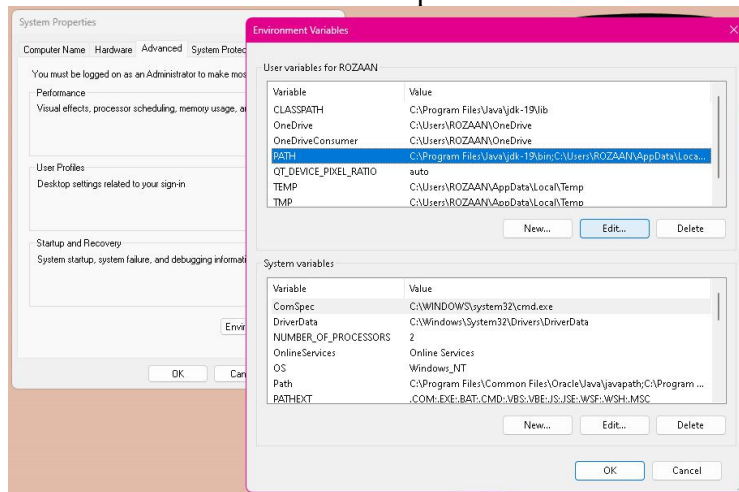 System Properties
Computer Name Hardware Advanced System Protec
You must be logged on as an Administrator to make mos
Performance
Visual effects, processor scheduling, memory usage, a
User Profiles
Desktop settings related to your sign-in
Startup and Recovery
System startup, system failure, and debugging informati
Envir
OK Can
Environment Variables
User variables for ROZAAN
Variable Value
CLASSPATH C:\Program Files\Java\jdk-19\lib
OneDrive C:\Users\ROZAAN\OneDrive
OneDriveConsumer C:\Users\ROZAAN\OneDrive
PATH C:\Program Files\Java\jdk-19\bin;C:\Users\ROZAAN\AppData\Loca...
QT_DEVICE_PIXEL_RATIO auto
TEMP C:\Users\ROZAAN\AppData\Local\Temp
TMP C:\Users\ROZAAN\AppData\Local\Temp
New... Edit... Delete
System variables
Variable Value
ComSpec C:\WINDOWS\system32\cmd.exe
DriverData C:\Windows\System32\Drivers\DriverData
NUMBER_OF_PROCESSORS 2
OnlineServices Online Services
OS Windows_NT
Path C:\Program Files\Common Files\Oracle\Java\javapath;C:\Program ...
PATHEXT .COM;.EXE;.BAT;.CMD;.VBS;.VBE;.JS;.JSE;.WSF;.WSH;.MSC
New... Edit... Delete
OK Cancel